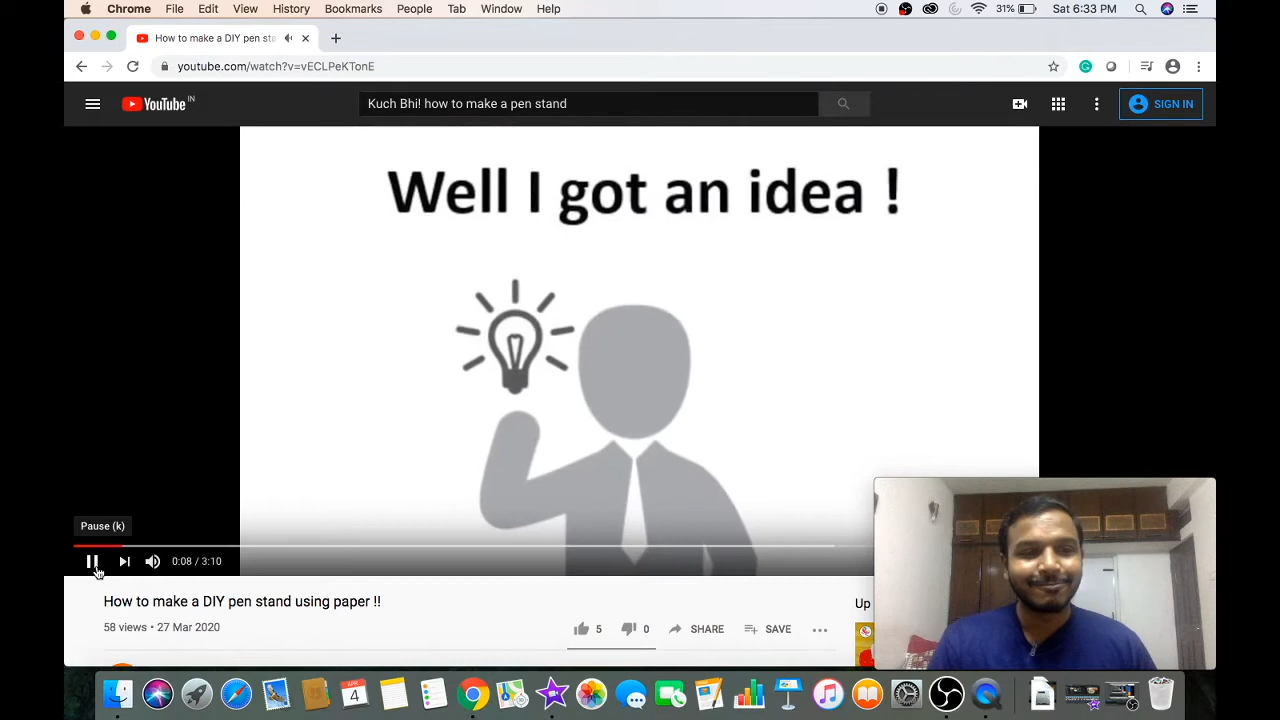 Chrome File Edit View History Bookmarks People Tab Window Help 31% Sat 6:33 PM
How to make a DIY pen sta
youtube.com/watch?v=vECLPeKTonE
YouTube IN Kuch Bhi! how to make a pen stand SIGN IN
Well I got an idea !
Pause (k)
0:08 / 3:10
How to make a DIY pen stand using paper !!
Up
58 views • 27 Mar 2020 5 0 SHARE SAVE
APR
4